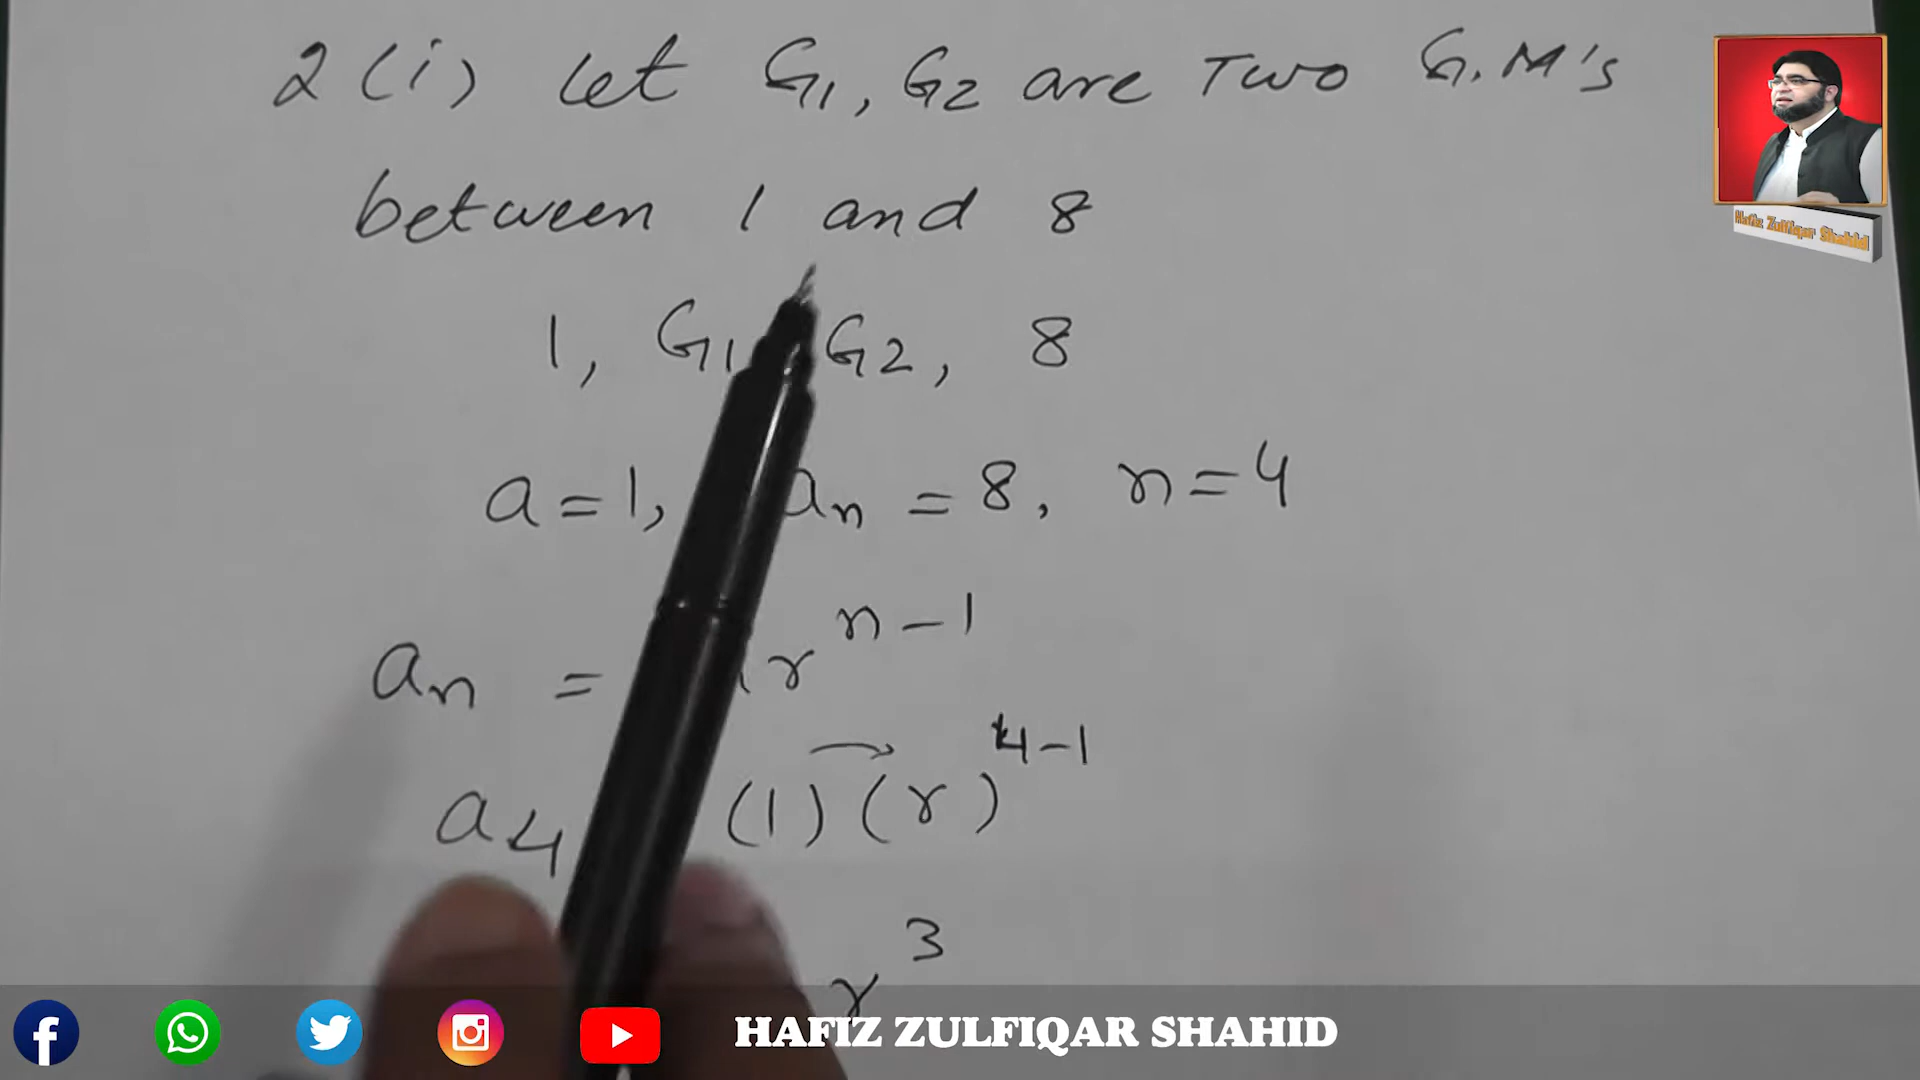 2 (i) Let G1, G2 are Two G.M's
between 1 and 8
1, G1 G2, 8
a = 1, an = 8, n = 4
an = r^n-1
a4 (1) (r)^4-1
r^3
Hafiz Zulfiqar Shahid
HAFIZ ZULFIQAR SHAHID